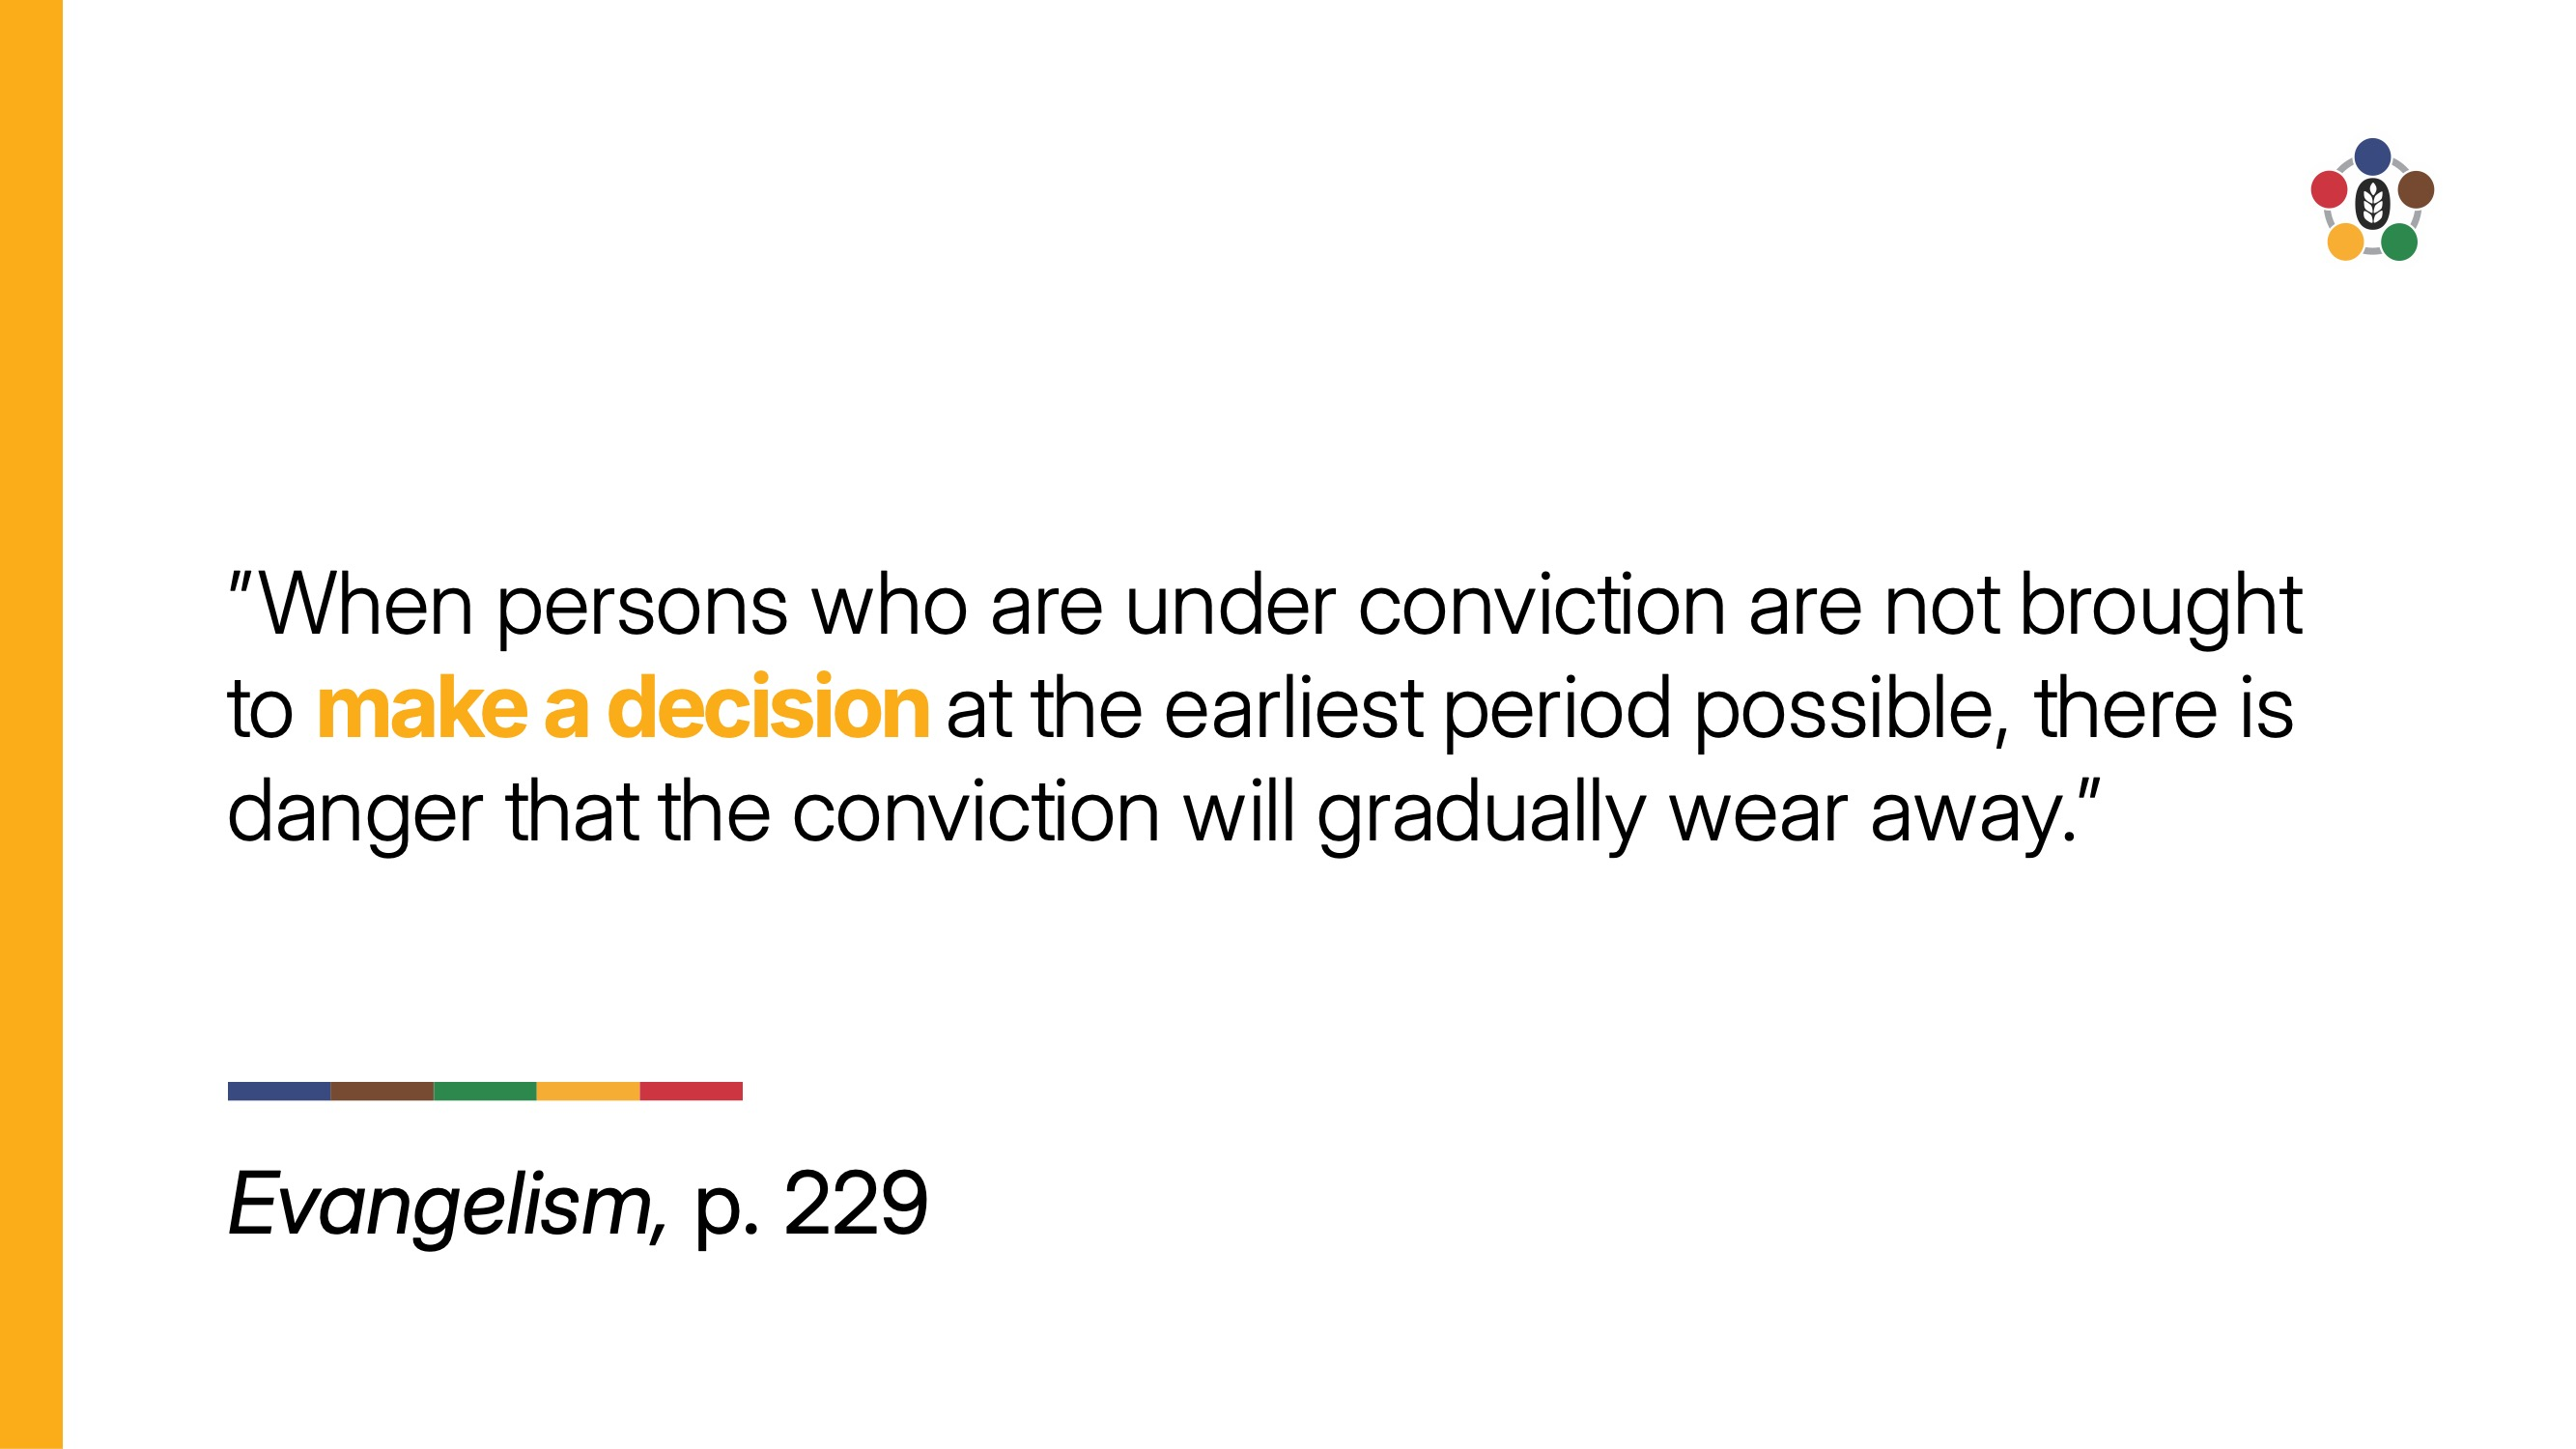 "When persons who are under conviction are not brought
to make a decision at the earliest period possible, there is
danger that the conviction will gradually wear away."
Evangelism, p. 229